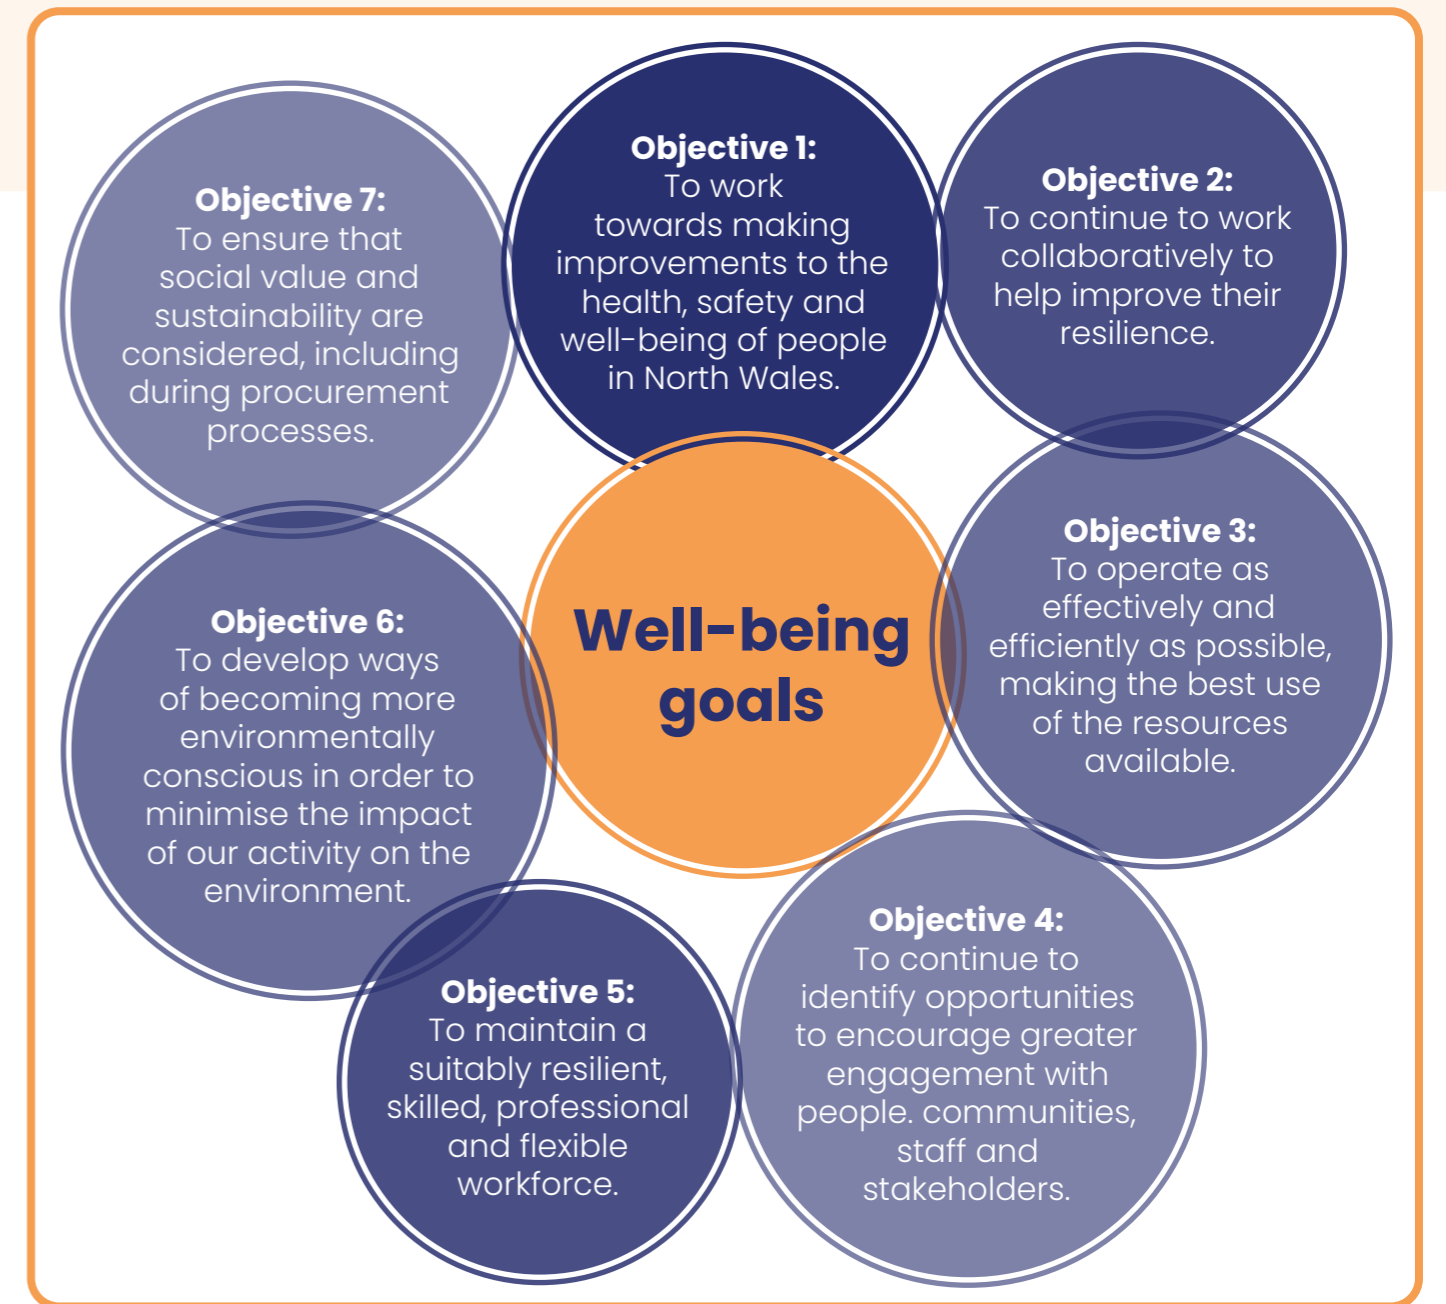 Objective 1:
To work
towards making
improvements to the
health, safety and
well-being of people
in North Wales.
Objective 2:
To continue to work
collaboratively to
help improve their
resilience.
Objective 3:
To operate as
effectively and
efficiently as possible,
making the best use
of the resources
available.
Objective 4:
To continue to
identify opportunities
to encourage greater
engagement with
people. communities,
staff and
stakeholders.
Objective 5:
To maintain a
suitably resilient,
skilled, professional
and flexible
workforce.
Objective 6:
To develop ways
of becoming more
environmentally
conscious in order to
minimise the impact
of our activity on the
environment.
Objective 7:
To ensure that
social value and
sustainability are
considered, including
during procurement
processes.
Well-being
goals